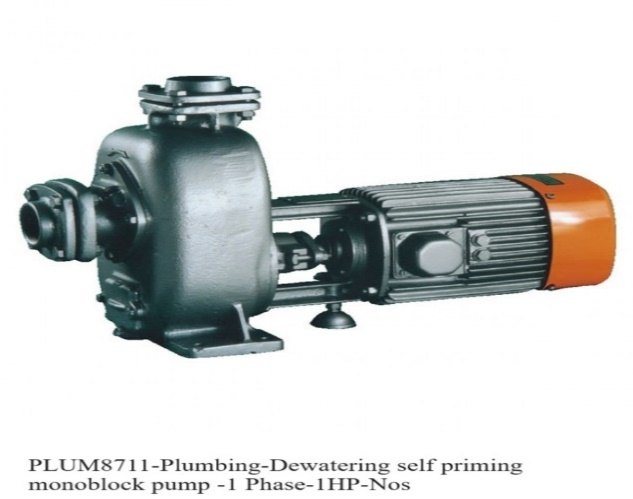 PLUM8711-Plumbing-Dewatering self priming
monoblock pump -1 Phase-1HP-Nos